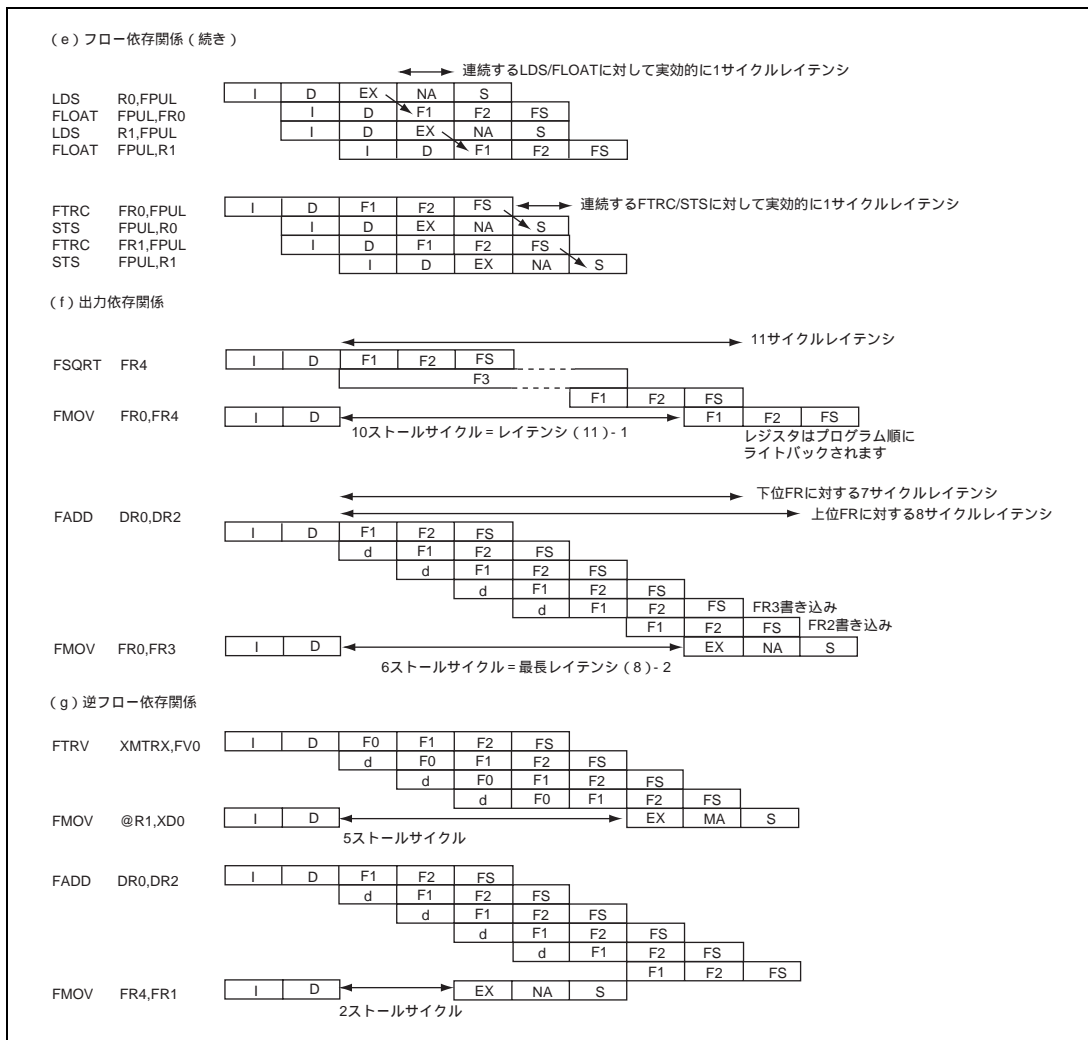 (e)フロー依存関係(続き)
連続するLDS/FLOATに対して実効的に1サイクルレイテンシ
LDS R0,FPUL I D EX NA S
FLOAT FPUL,FR0 I D F1 F2 FS
LDS R1,FPUL I D EX NA S
FLOAT FPUL,R1 I D F1 F2 FS
連続するFTRC/STSに対して実効的に1サイクルレイテンシ
FTRC FR0,FPUL I D F1 F2 FS
STS FPUL,R0 I D EX NA S
FTRC FR1,FPUL I D F1 F2 FS
STS FPUL,R1 I D EX NA S
(f)出力依存関係
11サイクルレイテンシ
FSQRT FR4 I D F1 F2 FS
F3
F1 F2 FS
FMOV FR0,FR4 I D F1 F2 FS
10ストールサイクル=レイテンシ(11)- 1
レジスタはプログラム順に
ライトバックされます
下位FRに対する7サイクルレイテンシ
上位FRに対する8サイクルレイテンシ
FADD DR0,DR2 I D F1 F2 FS
d F1 F2 FS
d F1 F2 FS
d F1 F2 FS
d F1 F2 FS FR3書き込み
F1 F2 FS FR2書き込み
FMOV FR0,FR3 I D EX NA S
6ストールサイクル=最長レイテンシ(8)- 2
(g)逆フロー依存関係
FTRV XMTRX,FV0 I D F0 F1 F2 FS
d F0 F1 F2 FS
d F0 F1 F2 FS
d F0 F1 F2 FS
FMOV @R1,XD0 I D EX MA S
5ストールサイクル
FADD DR0,DR2 I D F1 F2 FS
d F1 F2 FS
d F1 F2 FS
d F1 F2 FS
d F1 F2 FS
F1 F2 FS
FMOV FR4,FR1 I D EX NA S
2ストールサイクル